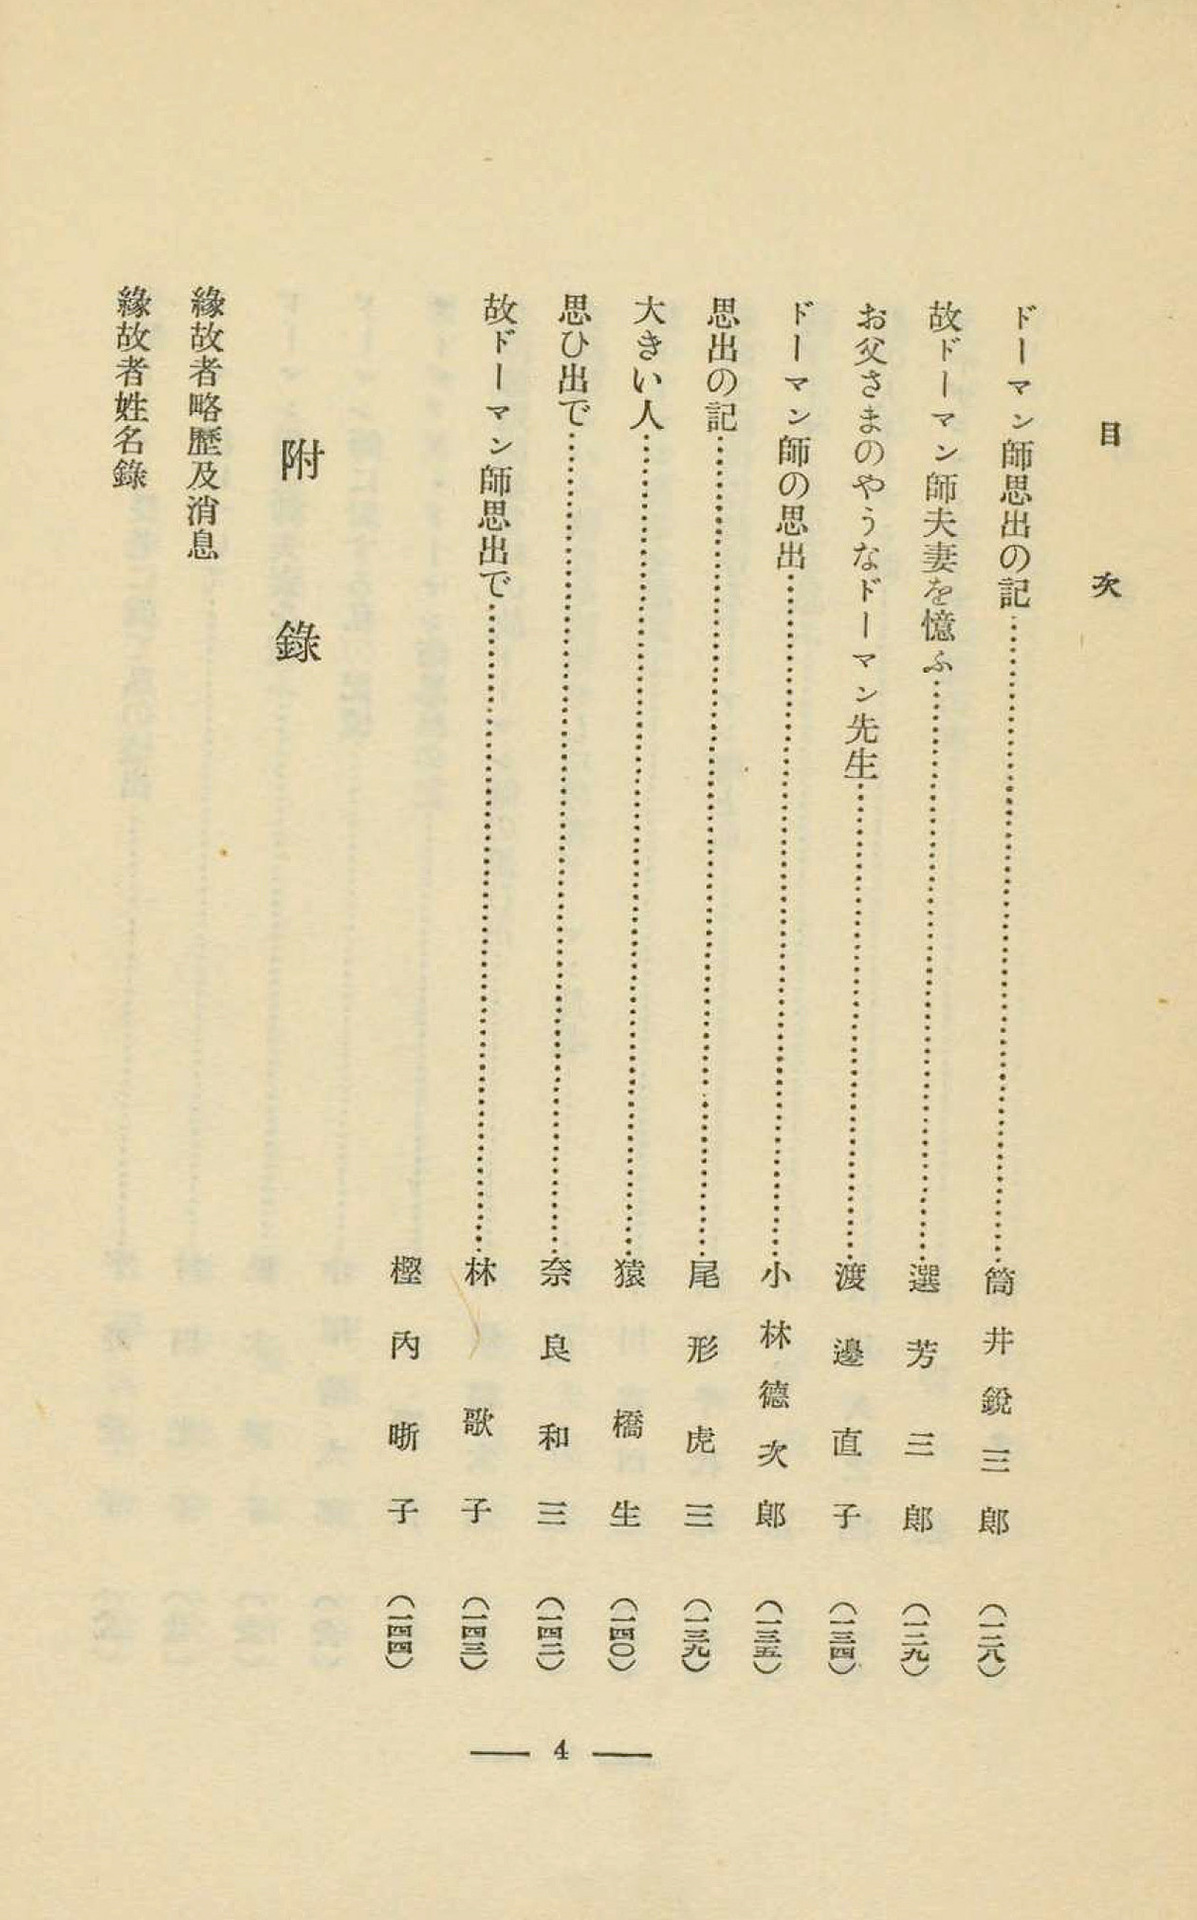 目次
ドーマン師思出の記……筒井鋭三郎（一二八）
故ドーマン師夫妻を憶ふ……選芳三郎（一二九）
お父さまのやうなドーマン先生……渡邊直子（一三四）
ドーマン師の思出……小林德次郎（一三五）
思出の記……尾形虎三（一三九）
大きい人……猿橋生（一四〇）
思ひ出で……奈良和三（一四二）
故ドーマン師思出で……林歌子（一四三）
樫內晰子（一四四）
附錄
緣故者略歷及消息
緣故者姓名錄
4